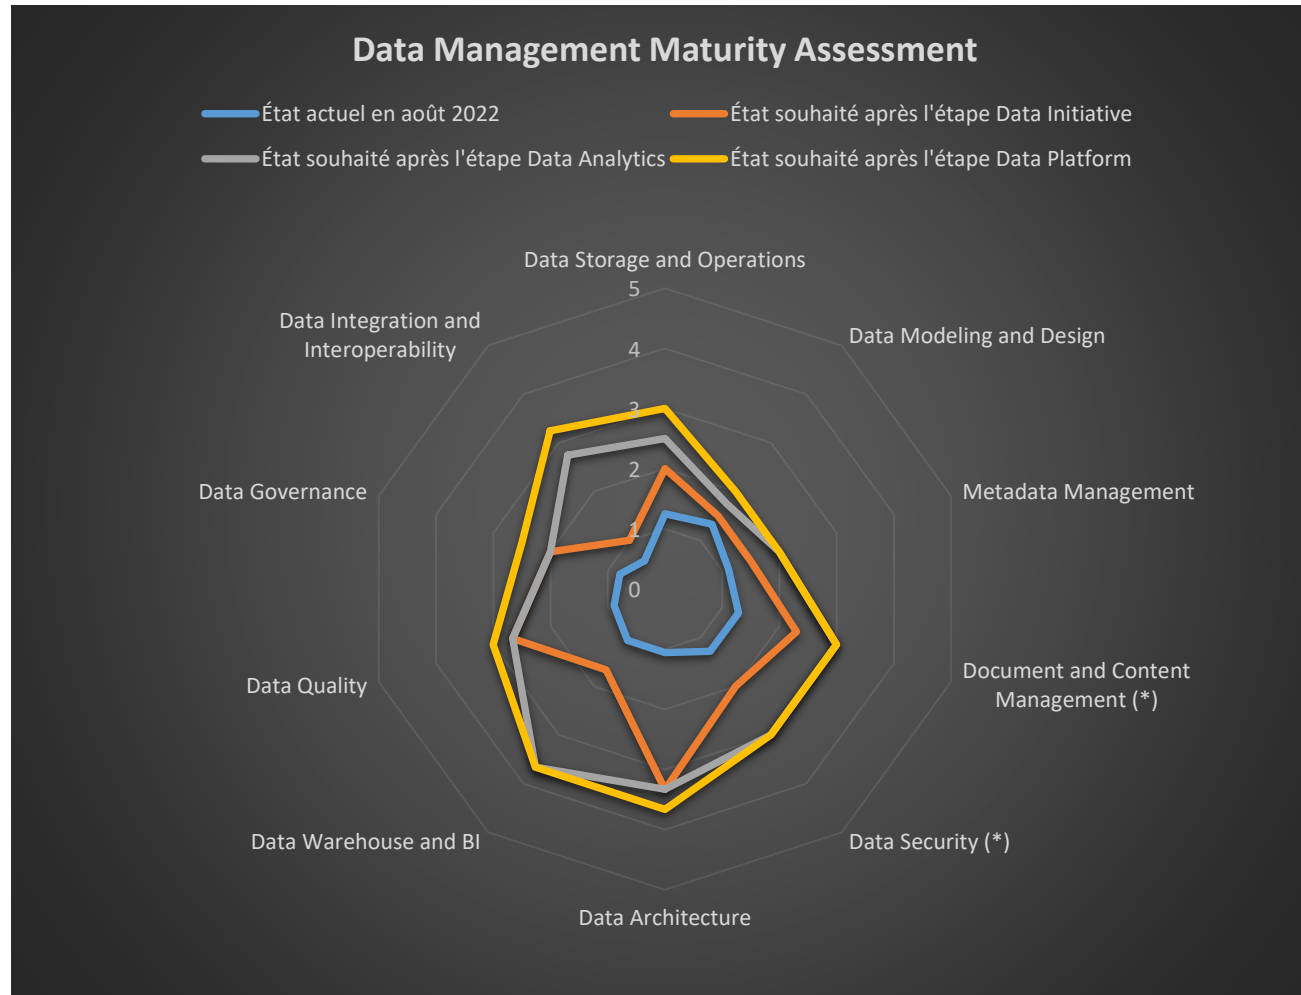 Data Management Maturity Assessment
État actuel en août 2022
État souhaité après l'étape Data Initiative
État souhaité après l'étape Data Analytics
État souhaité après l'étape Data Platform
Data Storage and Operations
5
Data Integration and
Interoperability
Data Modeling and Design
4
3
2
Data Governance
Metadata Management
1
0
Data Quality
Document and Content
Management (*)
Data Warehouse and BI
Data Security (*)
Data Architecture